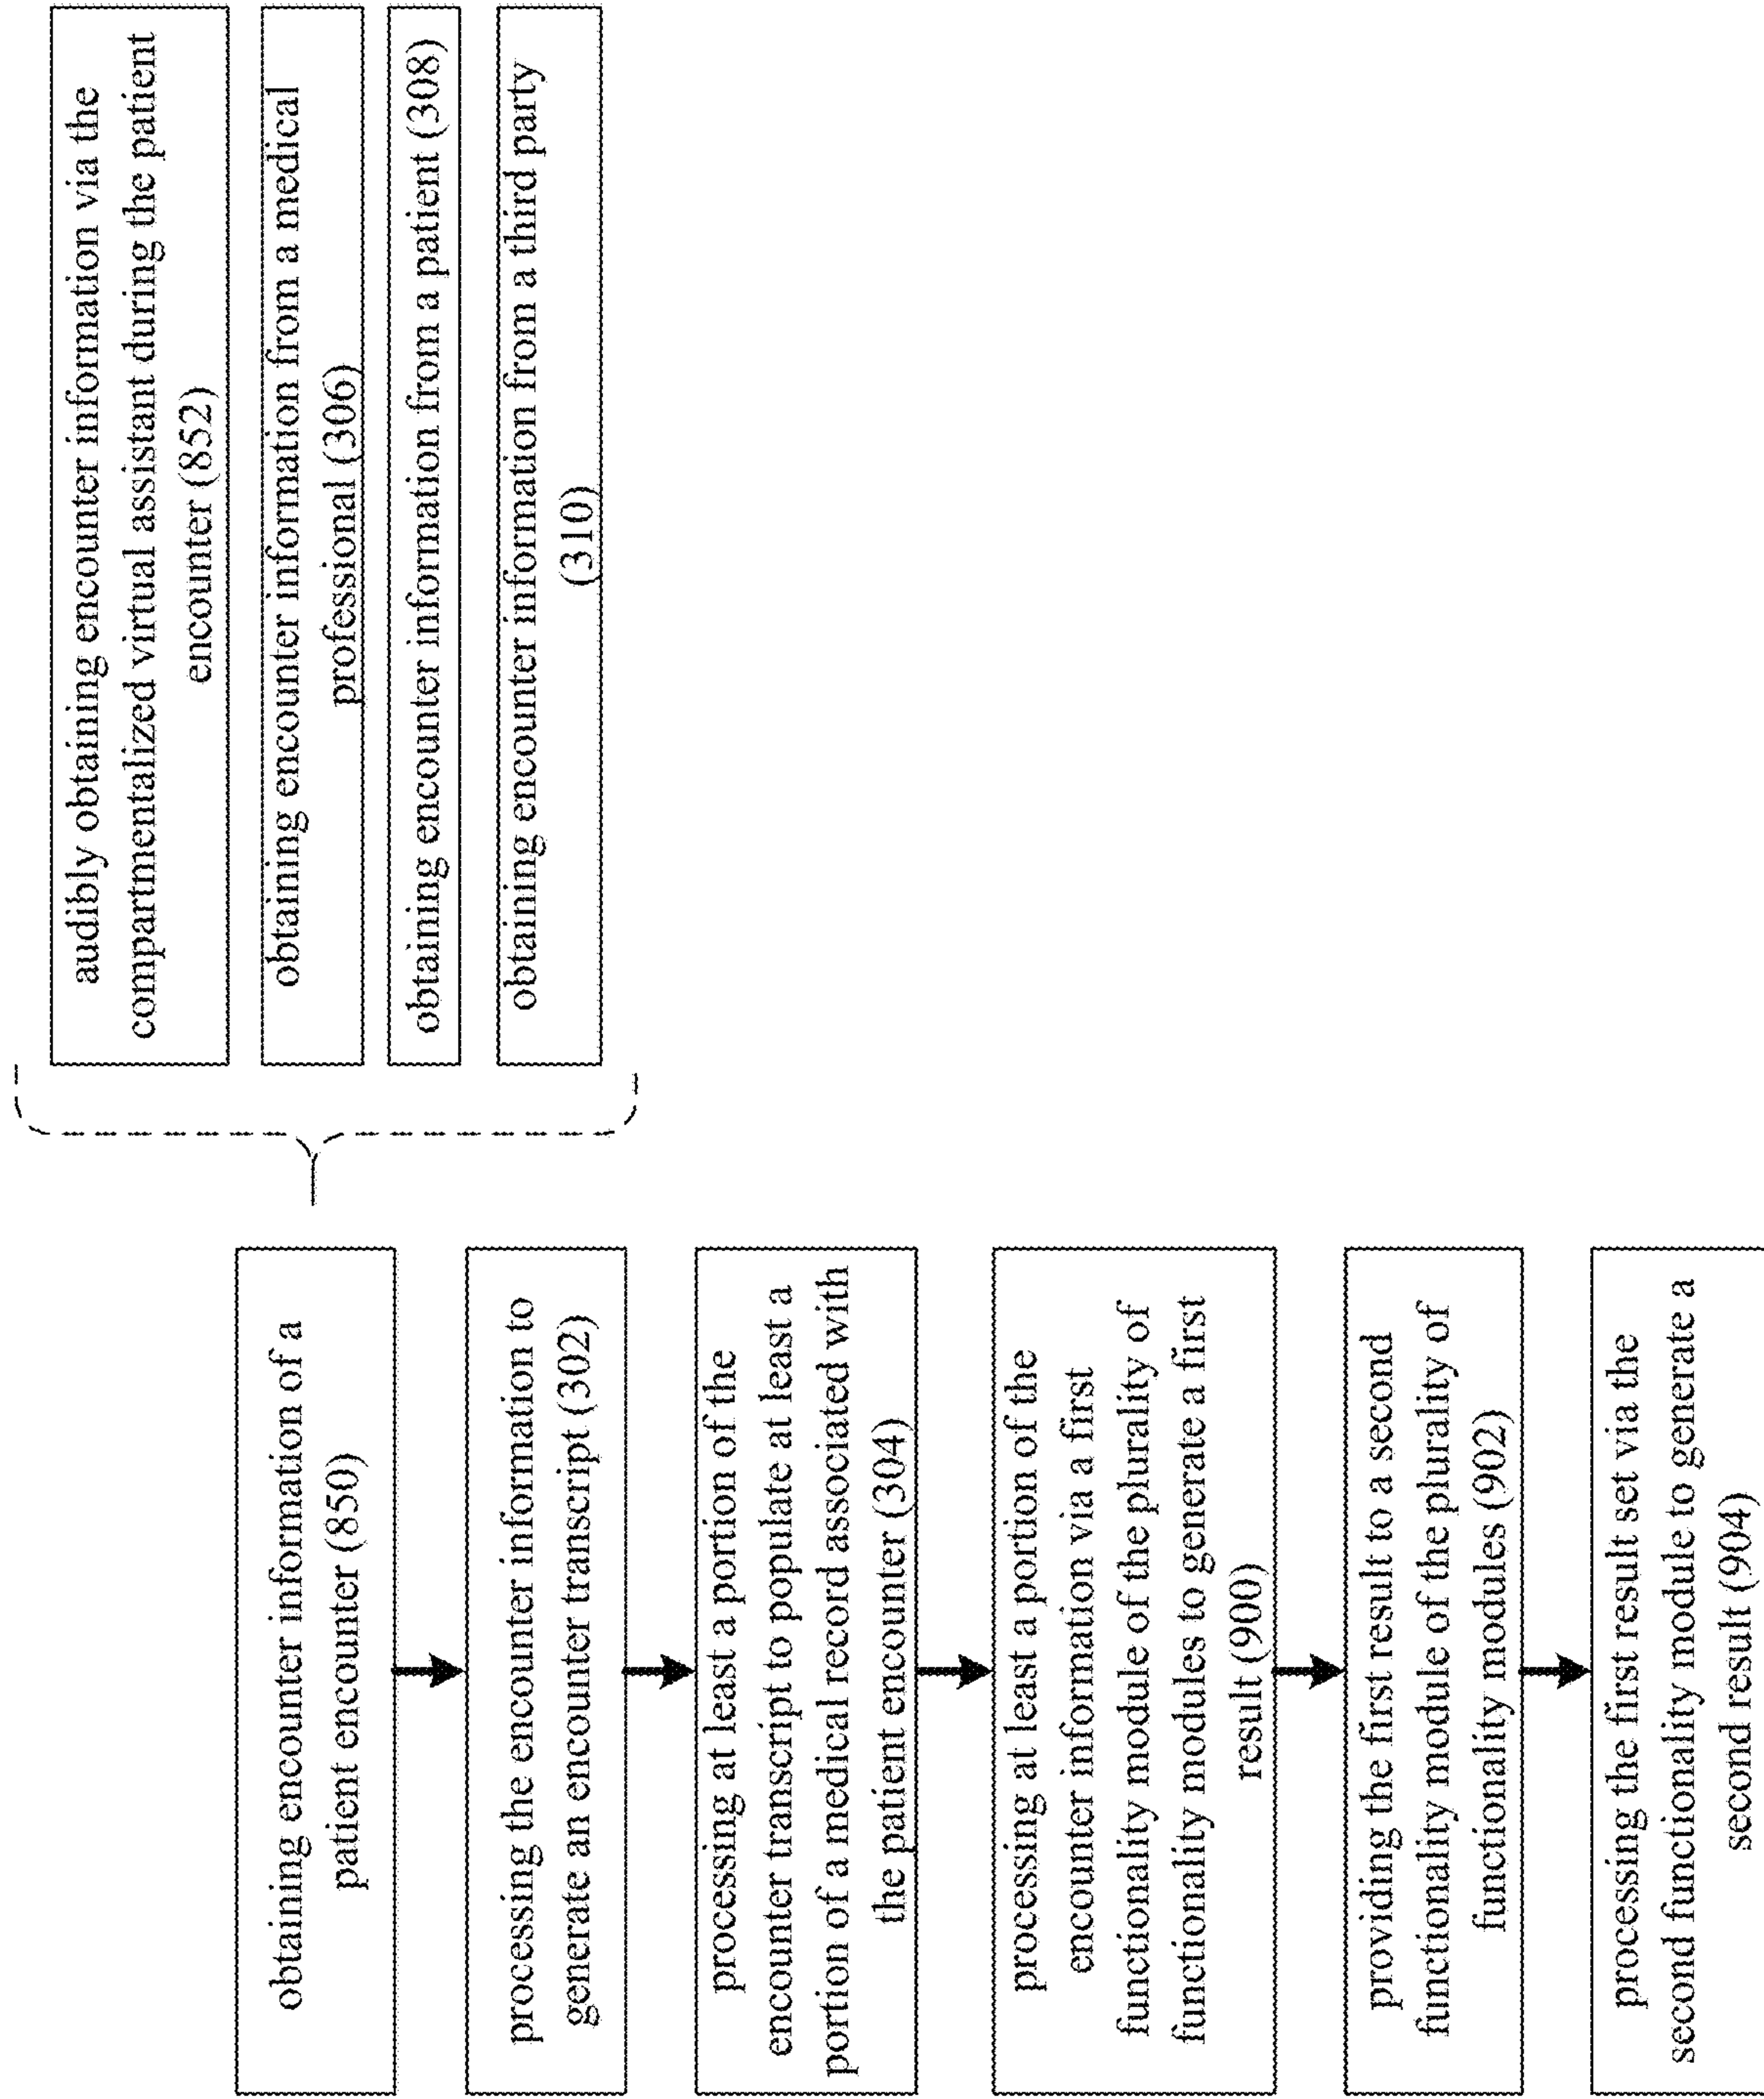 obtaining encounter information of a
patient encounter (850)
audibly obtaining encounter information via the
compartmentalized virtual assistant during the patient
encounter (852)
obtaining encounter information from a medical
professional (306)
obtaining encounter information from a patient (308)
obtaining encounter information from a third party
(310)
processing the encounter information to
generate an encounter transcript (302)
processing at least a portion of the
encounter transcript to populate at least a
portion of a medical record associated with
the patient encounter (304)
processing at least a portion of the
encounter information via a first
functionality module of the plurality of
functionality modules to generate a first
result (900)
providing the first result to a second
functionality module of the plurality of
functionality modules (902)
processing the first result set via the
second functionality module to generate a
second result (904)